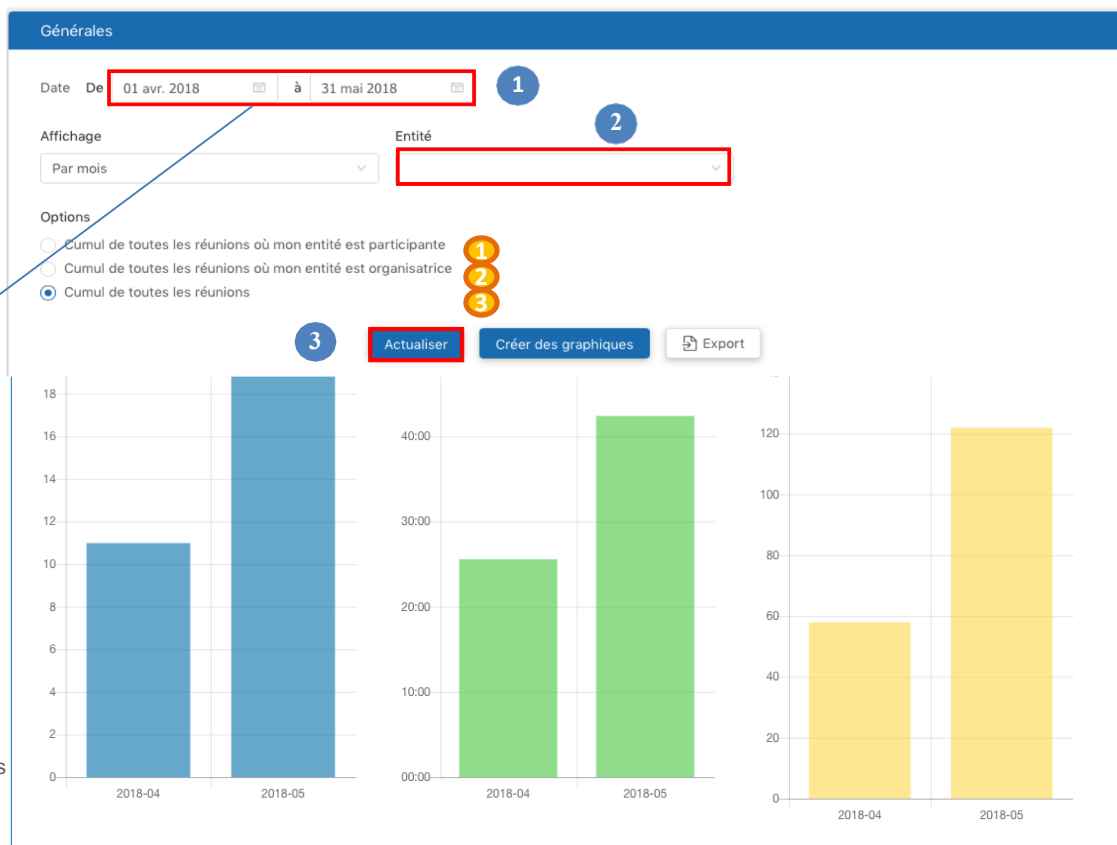 Générales
Date De 01 avr. 2018 à 31 mai 2018 1
2
Affichage Entité
Par mois
Options
Cumul de toutes les réunions où mon entité est participante 1
Cumul de toutes les réunions où mon entité est organisatrice 2
Cumul de toutes les réunions 3
3 Actualiser Créer des graphiques Export
18
16
14
12
10
8
6
4
2
0
2018-04 2018-05
40:00
30:00
20:00
10:00
00:00
2018-04 2018-05
120
100
80
60
40
20
0
2018-04 2018-05
s